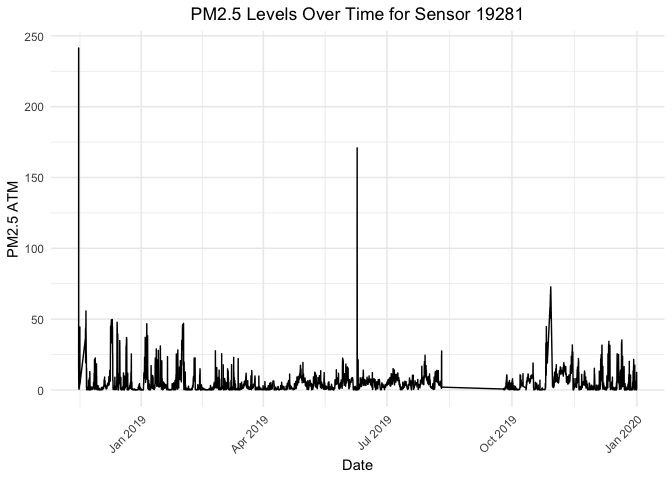 PM2.5 Levels Over Time for Sensor 19281
250
200
150
100
50
0
PM2.5 ATM
Jan 2019
Apr 2019
Jul 2019
Oct 2019
Jan 2020
Date